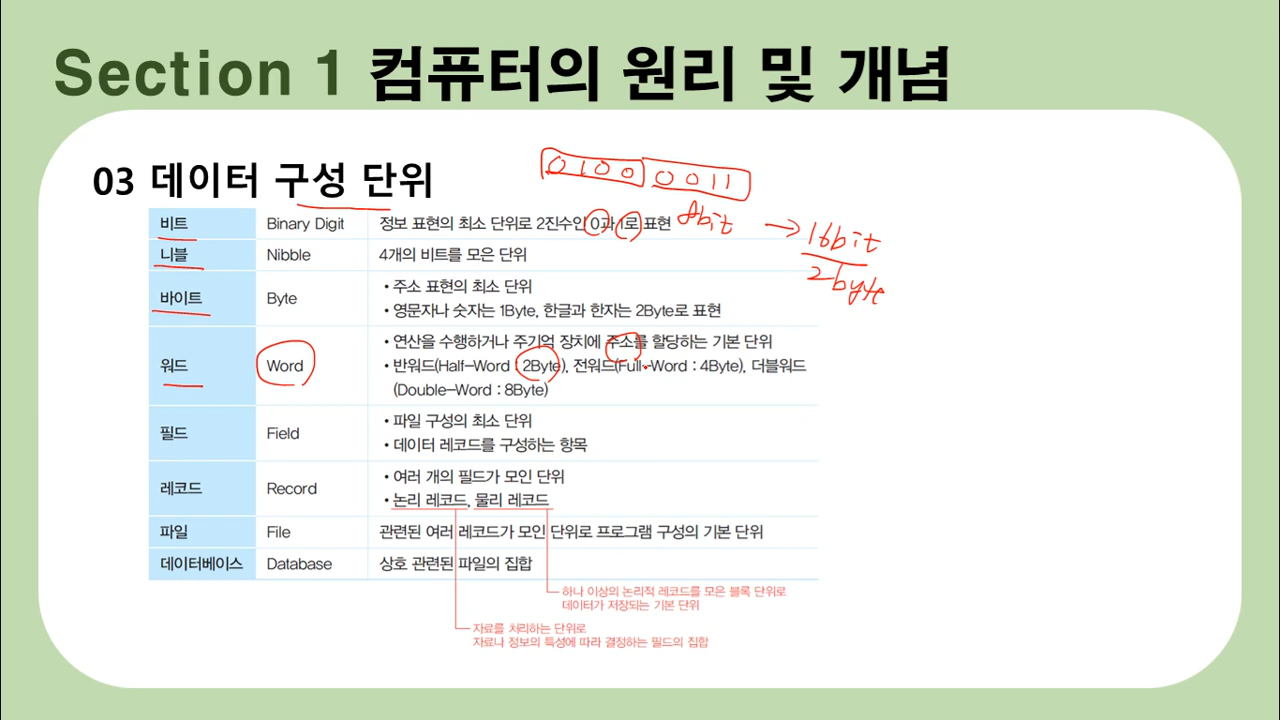 Section 1 컴퓨터의 원리 및 개념
03 데이터 구성 단위
0100 0011
8bit → 16bit
2byte
비트 Binary Digit 정보 표현의 최소 단위로 2진수인 0과 1로 표현
니블 Nibble 4개의 비트를 모은 단위
바이트 Byte • 주소 표현의 최소 단위
• 영문자나 숫자는 1Byte, 한글과 한자는 2Byte로 표현
워드 Word • 연산을 수행하거나 주기억 장치에 주소를 할당하는 기본 단위
• 반워드(Half-Word : 2Byte), 전워드(Full-Word : 4Byte), 더블워드
(Double-Word : 8Byte)
필드 Field • 파일 구성의 최소 단위
• 데이터 레코드를 구성하는 항목
레코드 Record • 여러 개의 필드가 모인 단위
• 논리 레코드, 물리 레코드
파일 File 관련된 여러 레코드가 모인 단위로 프로그램 구성의 기본 단위
데이터베이스 Database 상호 관련된 파일의 집합
하나 이상의 논리적 레코드를 모은 블록 단위로
데이터가 저장되는 기본 단위
자료를 처리하는 단위로
자료나 정보의 특성에 따라 결정하는 필드의 집합